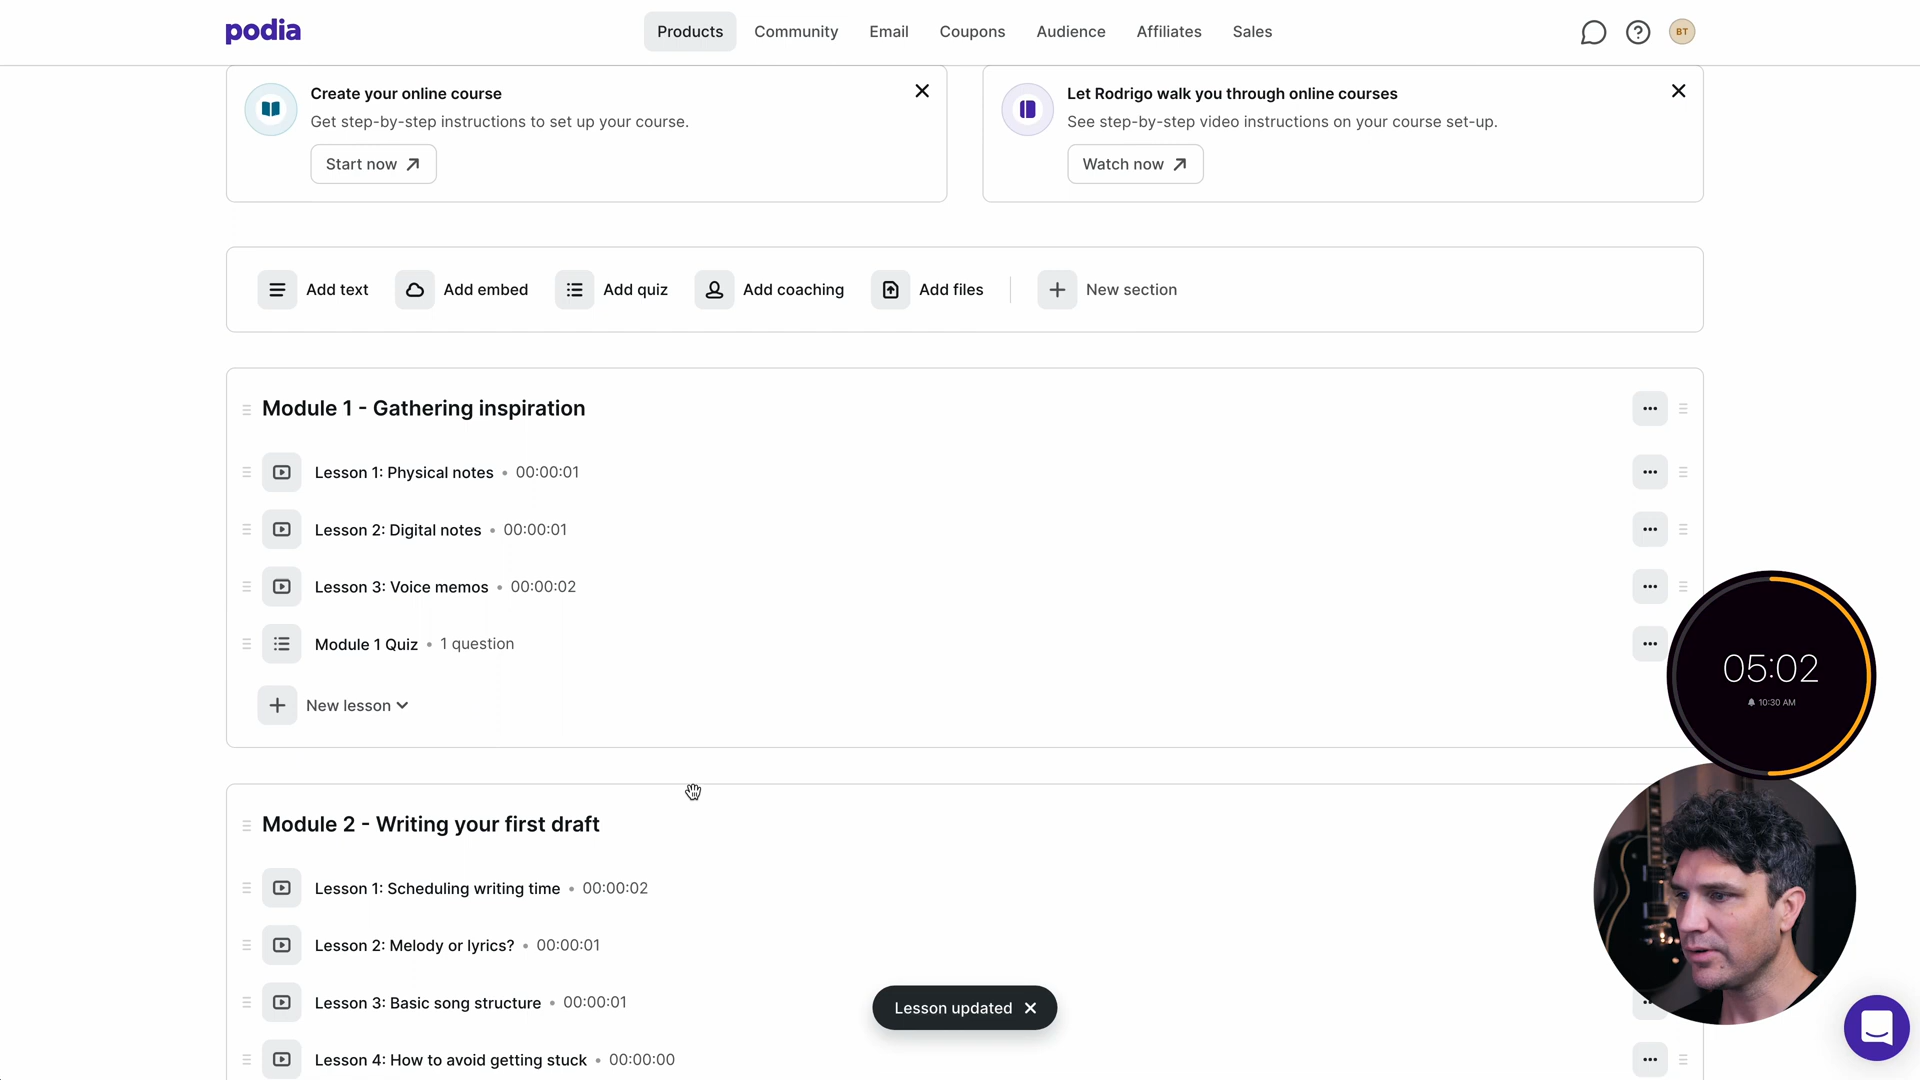 podia
Products
Community
Email
Coupons
Audience
Affiliates
Sales
BT
Create your online course
Get step-by-step instructions to set up your course.
Start now
Let Rodrigo walk you through online courses
See step-by-step video instructions on your course set-up.
Watch now
Add text
Add embed
Add quiz
Add coaching
Add files
New section
Module 1 - Gathering inspiration
Lesson 1: Physical notes • 00:00:01
Lesson 2: Digital notes • 00:00:01
Lesson 3: Voice memos • 00:00:02
Module 1 Quiz • 1 question
New lesson
05:02
10:30 AM
Module 2 - Writing your first draft
Lesson 1: Scheduling writing time • 00:00:02
Lesson 2: Melody or lyrics? • 00:00:01
Lesson 3: Basic song structure • 00:00:01
Lesson 4: How to avoid getting stuck • 00:00:00
Lesson updated